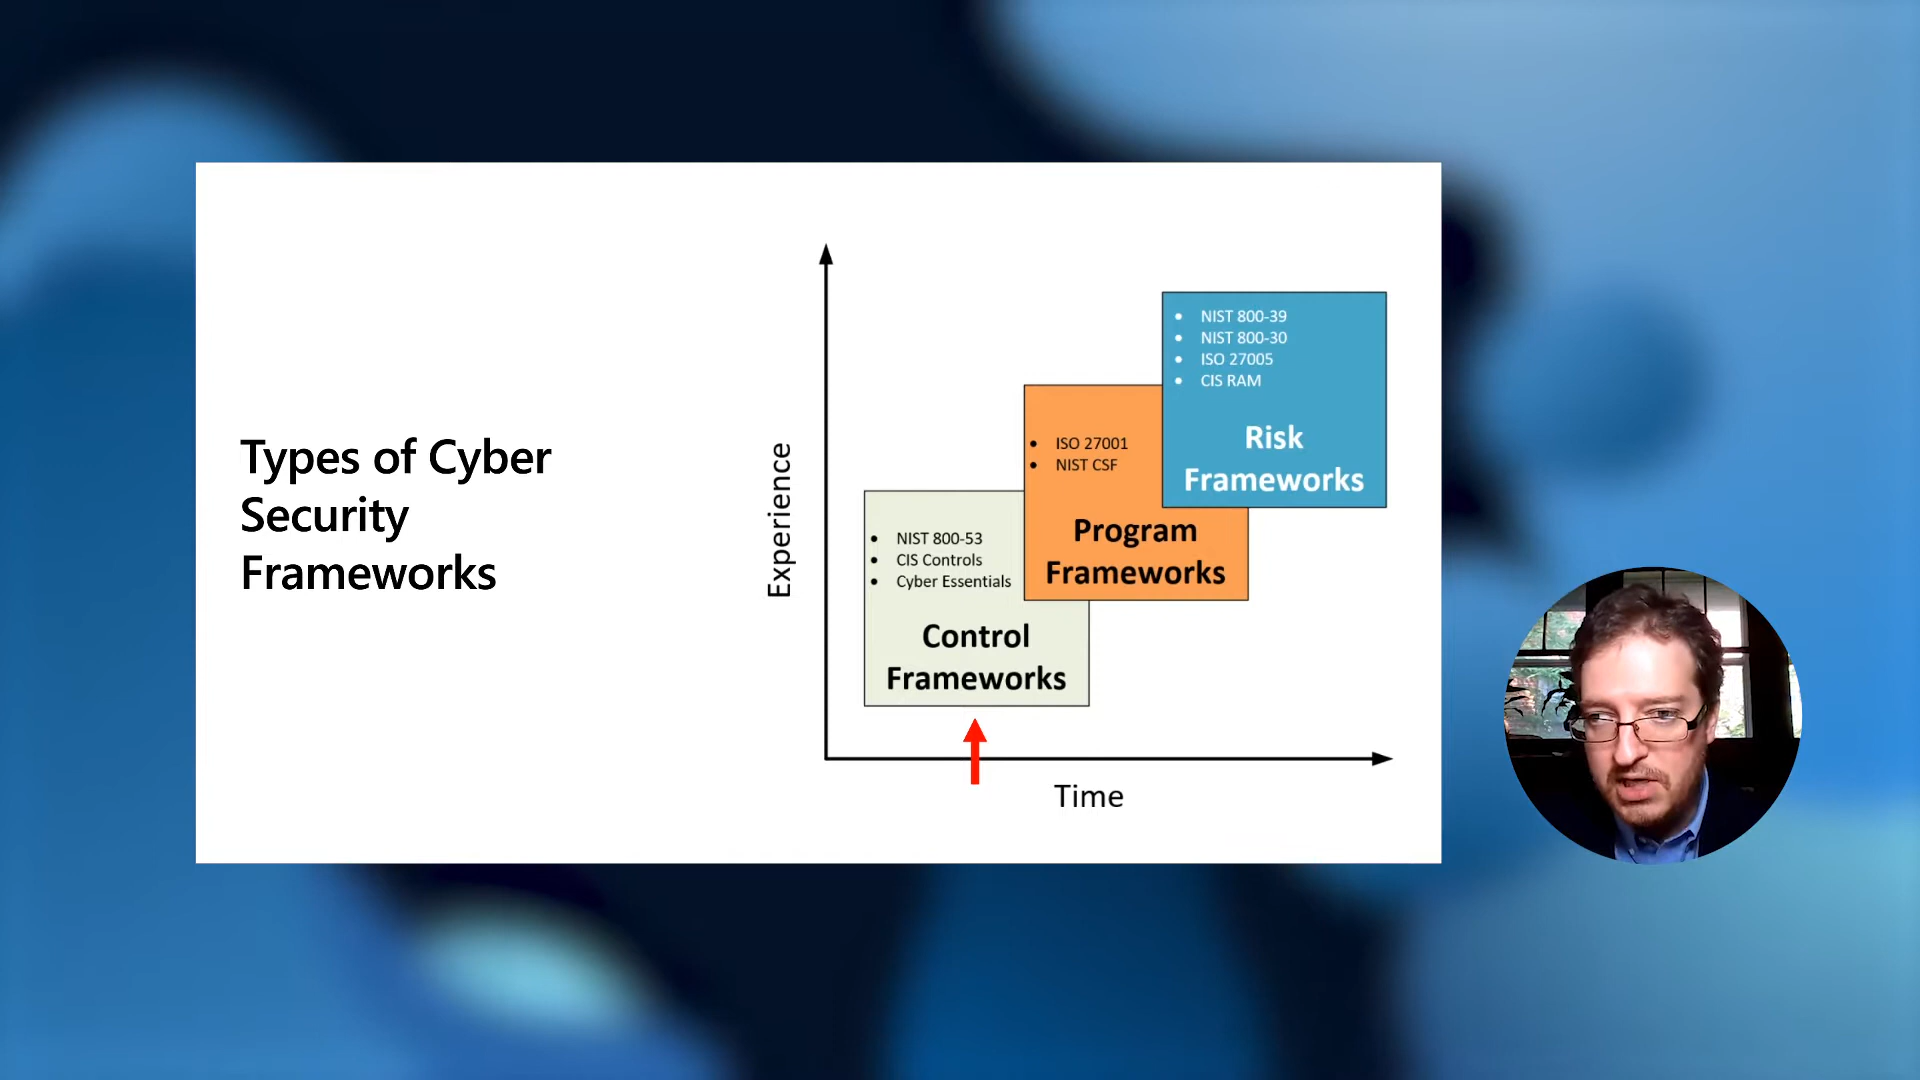 Types of Cyber
Security
Frameworks
Experience
NIST 800-39
NIST 800-30
ISO 27005
CIS RAM
Risk
Frameworks
ISO 27001
NIST CSF
Program
Frameworks
NIST 800-53
CIS Controls
Cyber Essentials
Control
Frameworks
Time